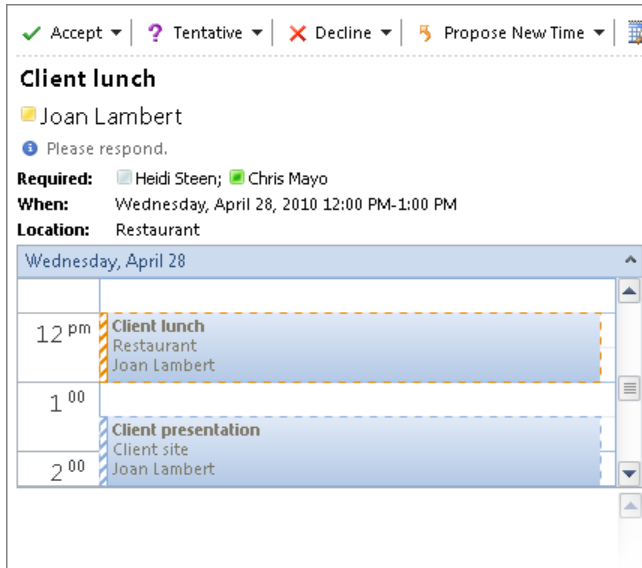 Accept Tentative Decline Propose New Time
Client lunch
Joan Lambert
Please respond.
Required: Heidi Steen; Chris Mayo
When: Wednesday, April 28, 2010 12:00 PM-1:00 PM
Location: Restaurant
Wednesday, April 28
12 pm
Client lunch
Restaurant
Joan Lambert
1 00
Client presentation
Client site
2 00
Joan Lambert